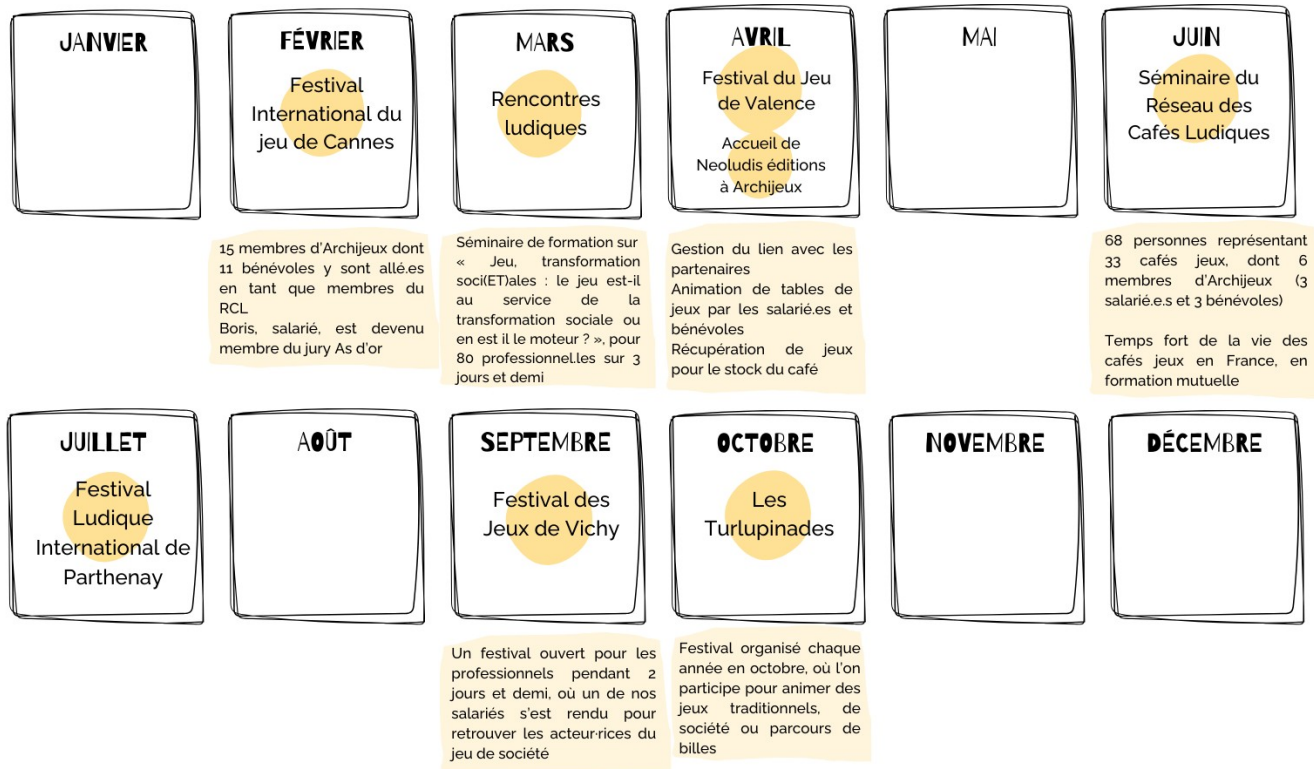 JANVIER
FÉVRIER
Festival
International du
jeu de Cannes
MARS
Rencontres
ludiques
AVRIL
Festival du Jeu
de Valence
Accueil de
Neoludis éditions
à Archijeux
MAI
JUIN
Séminaire du
Réseau des
Cafés Ludiques
15 membres d'Archijeux dont
11 bénévoles y sont allé.es
en tant que membres du
RCL
Boris, salarié, est devenu
membre du jury As d'or
Séminaire de formation sur
« Jeu, transformation
soci(ET)ales : le jeu est-il
au service de la
transformation sociale ou
en est il le moteur ? », pour
80 professionnel.les sur 3
jours et demi
Gestion du lien avec les
partenaires
Animation de tables de
jeux par les salarié.es et
bénévoles
Récupération de jeux
pour le stock du café
68 personnes représentant
33 cafés jeux, dont 6
membres d'Archijeux (3
salarié.e.s et 3 bénévoles)
Temps fort de la vie des
cafés jeux en France, en
formation mutuelle
JUILLET
Festival
Ludique
International de
Parthenay
AOÛT
SEPTEMBRE
Festival des
Jeux de Vichy
OCTOBRE
Les
Turlupinades
NOVEMBRE
DÉCEMBRE
Un festival ouvert pour les
professionnels pendant 2
jours et demi, où un de nos
salariés s'est rendu pour
retrouver les acteur·rices du
jeu de société
Festival organisé chaque
année en octobre, où l'on
participe pour animer des
jeux traditionnels, de
société ou parcours de
billes